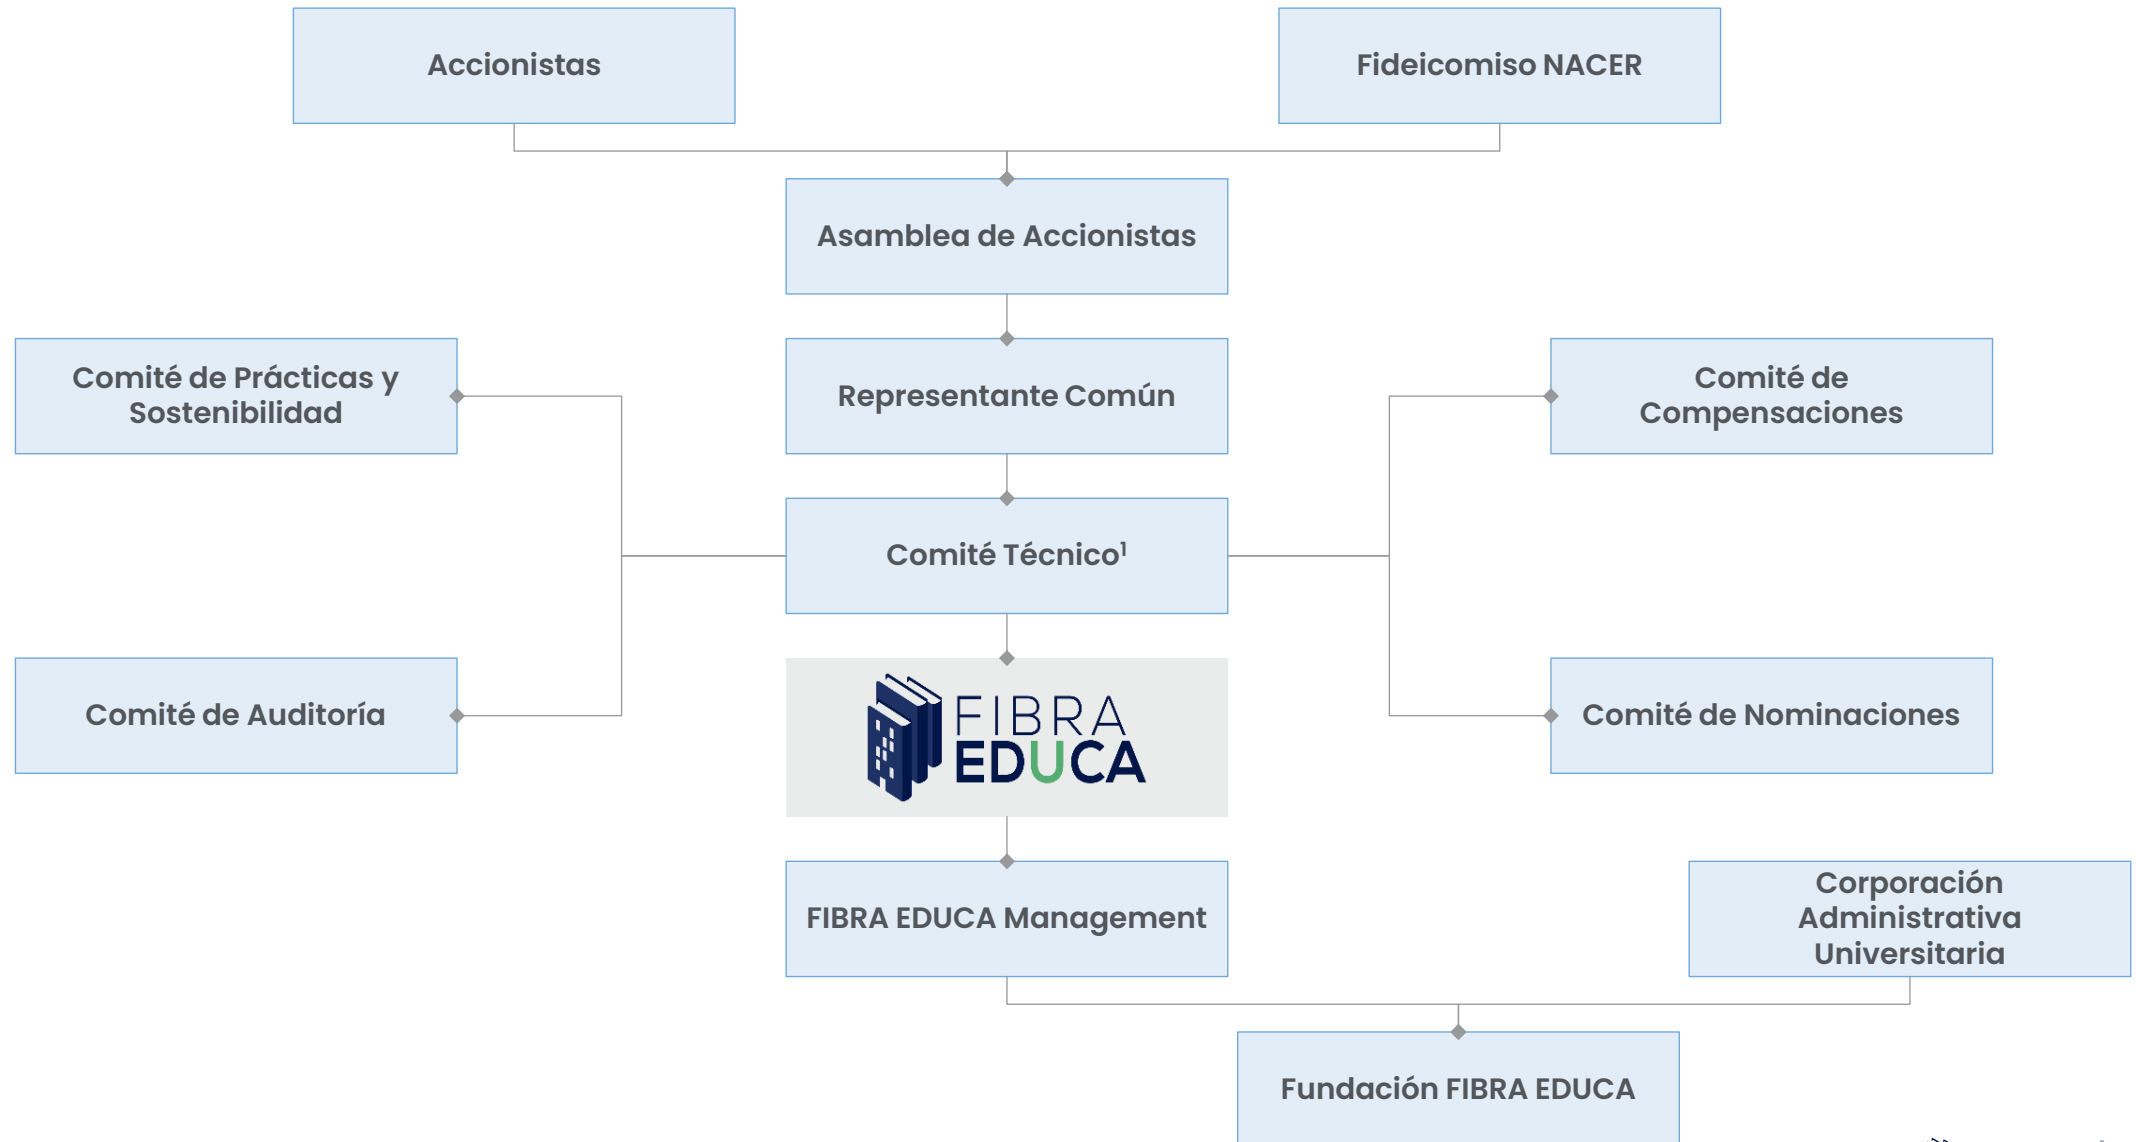 Accionistas
Fideicomiso NACER
Asamblea de Accionistas
Comité de Prácticas y
Sostenibilidad
Representante Común
Comité de
Compensaciones
Comité Técnico¹
Comité de Auditoría
FIBRA
EDUCA
Comité de Nominaciones
FIBRA EDUCA Management
Corporación
Administrativa
Universitaria
Fundación FIBRA EDUCA